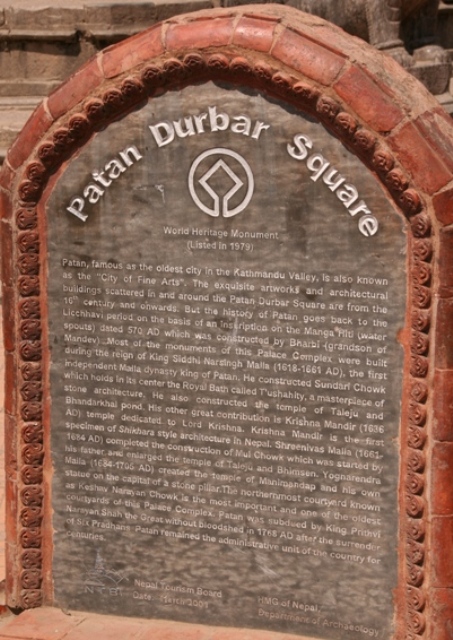 Patan Durbar Square
World Heritage Monument
(Listed in 1979)
Patan, famous as the oldest city in the Kathmandu Valley, is also known
as the "City of Fine Arts". The exquisite artworks and architectural
buildings scattered in and around the Patan Durbar Square are from the
16th century and onwards. But the history of Patan goes back to the
Licchhavi period on the basis of an inscription on the Manga Hiti (water
spouts) dated 570 AD which was constructed by Bharbi (grandson of
Mandev). Most of the monuments of this Palace Complex were built
during the reign of King Siddhi Narsingh Malla (1618-1661 AD), the first
independent Malla dynasty king of Patan. He constructed Sundari Chowk
which holds in its center the Royal Bath called Tushahity, a masterpiece of
stone architecture. He also constructed the temple of Taleju and
Bhandarkhal pond. His other great contribution is Krishna Mandir (1636
AD) temple dedicated to Lord Krishna. Krishna Mandir is the first
specimen of Shikhara style architecture in Nepal. Shreenivas Malla (1661-
1684 AD) completed the construction of Mul Chowk which was started by
his father and enlarged the temple of Taleju and Bhimsen. Yognarendra
Malla (1684-1705 AD) created the temple of Manimandap and his own
statue on the capital of a stone pillar. The northernmost courtyard known
as Keshav Narayan Chowk is the most important and one of the oldest
courtyards of this Palace Complex. Patan was subdued by King Prithvi
Narayan Shah the Great without bloodshed in 1768 AD after the surrender
of Six Pradhans. Patan remained the administrative unit of the country for
centuries.
NTB
Nepal Tourism Board
Date: March
HMG of Nepal,
Department of Archaeology